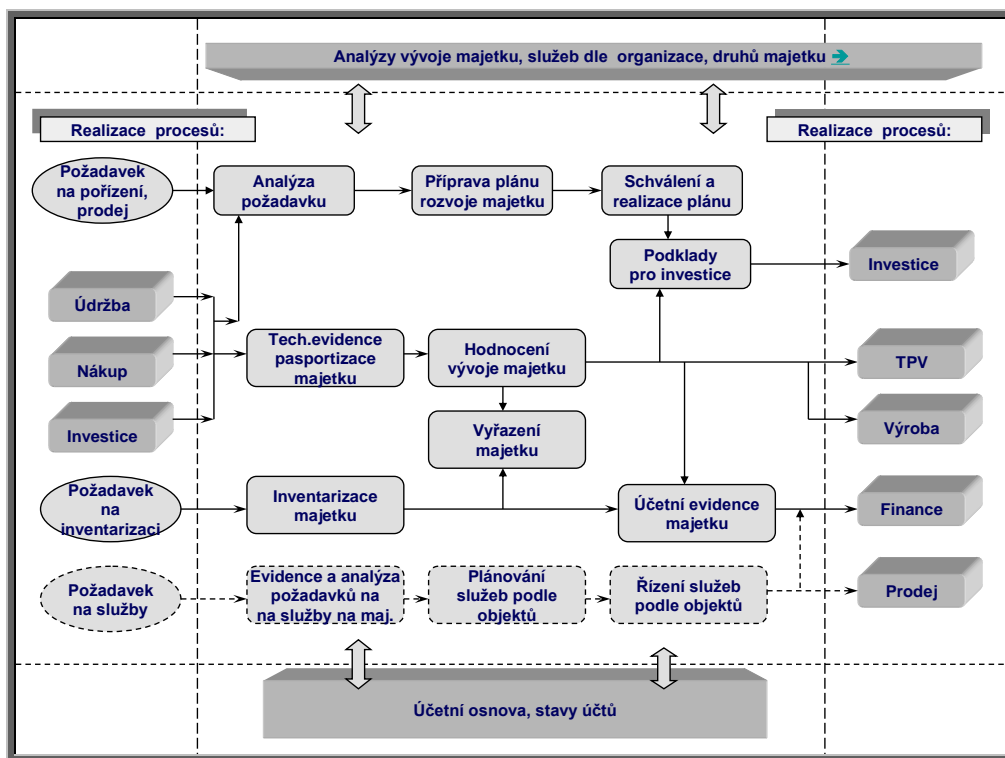 Analýzy vývoje majetku, služeb dle organizace, druhů majetku ➔
Realizace procesů:
Realizace procesů:
Požadavek
na pořízení,
prodej
Analýza
požadavku
Příprava plánu
rozvoje majetku
Schválení a
realizace plánu
Podklady
pro investice
Investice
Údržba
Nákup
Investice
Tech.evidence
pasportizace
majetku
Hodnocení
vývoje majetku
TPV
Vyřazení
majetku
Výroba
Požadavek
na
inventarizaci
Inventarizace
majetku
Účetní evidence
majetku
Finance
Požadavek
na služby
Evidence a analýza
požadavků na
na služby na maj.
Plánování
služeb podle
objektů
Řízení služeb
podle objektů
Prodej
Účetní osnova, stavy účtů